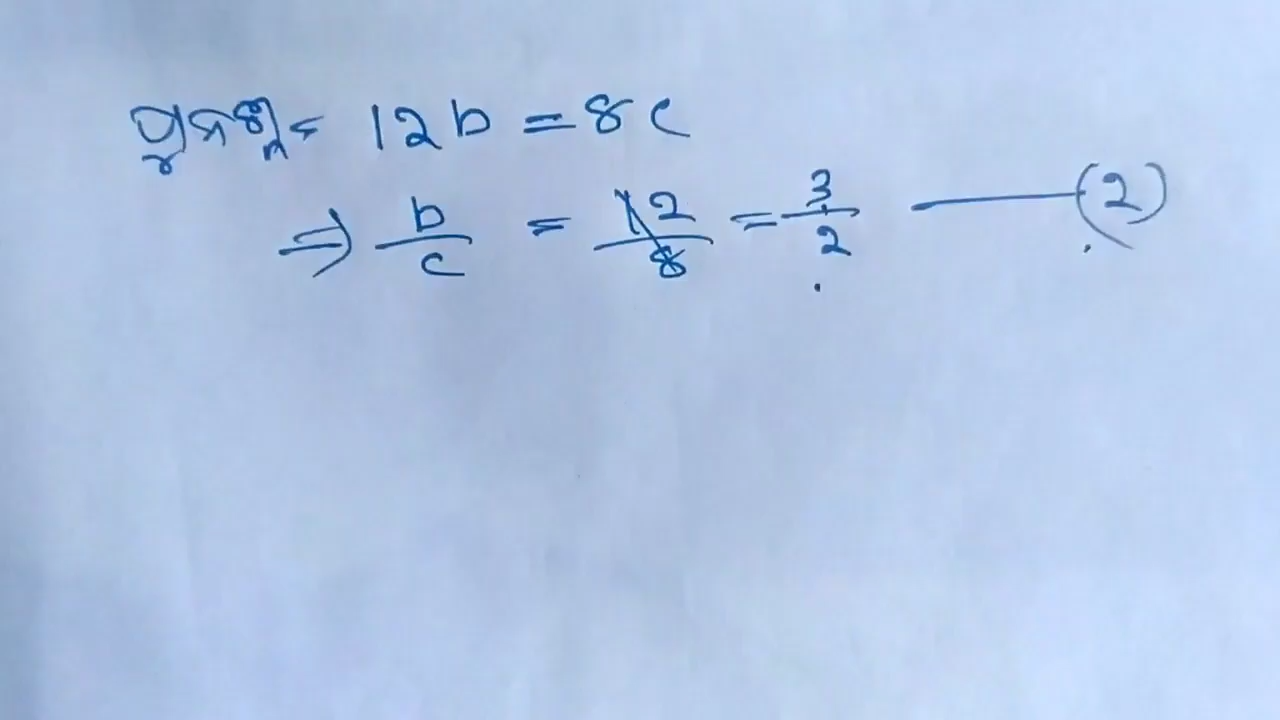 ପୁନଶ୍ଚ = 12b = 8c
⇒ b/c = 12/8 = 3/2 —— (2)